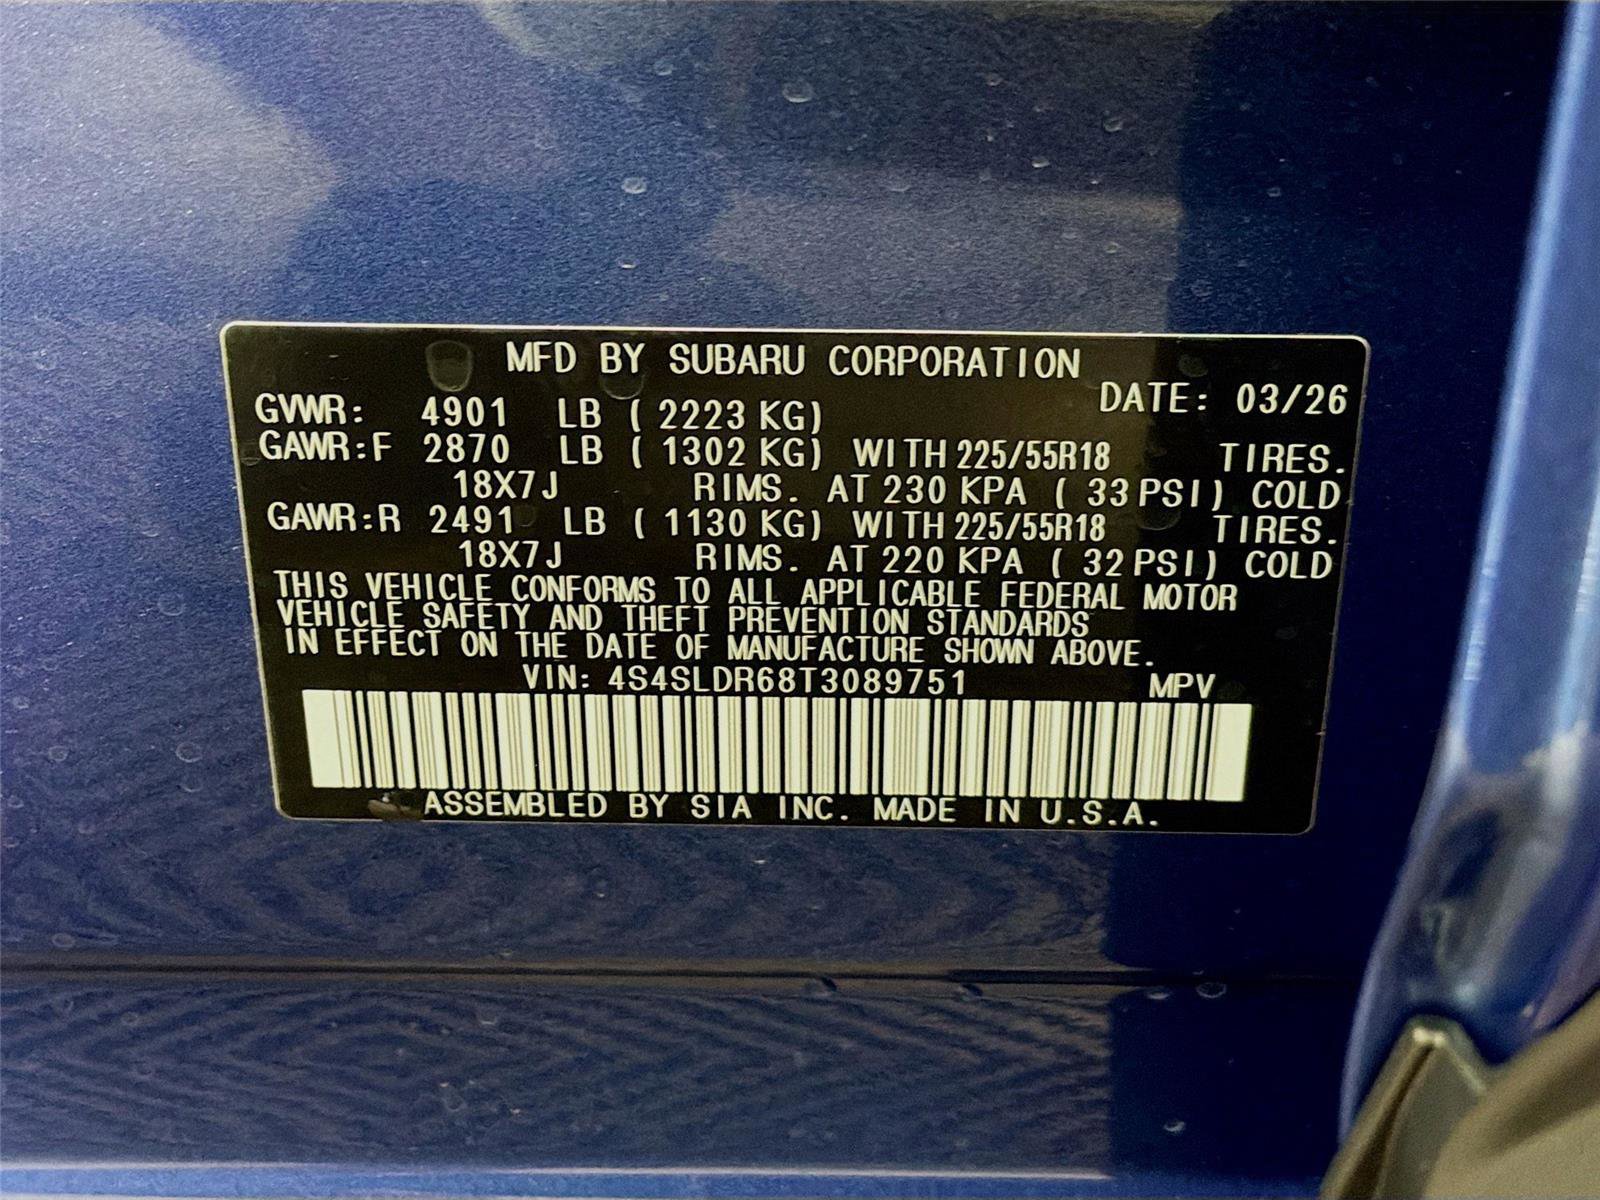 MFD BY SUBARU CORPORATION
DATE: 03/26
GVWR: 4901 LB ( 2223 KG)
GAWR:F 2870 LB ( 1302 KG) WITH 225/55R18 TIRES.
18X7J RIMS. AT 230 KPA ( 33 PSI) COLD
GAWR:R 2491 LB ( 1130 KG) WITH 225/55R18 TIRES.
18X7J RIMS. AT 220 KPA ( 32 PSI) COLD
THIS VEHICLE CONFORMS TO ALL APPLICABLE FEDERAL MOTOR
VEHICLE SAFETY AND THEFT PREVENTION STANDARDS
IN EFFECT ON THE DATE OF MANUFACTURE SHOWN ABOVE.
VIN: 4S4SLDR68T3089751 MPV
ASSEMBLED BY SIA INC. MADE IN U.S.A.